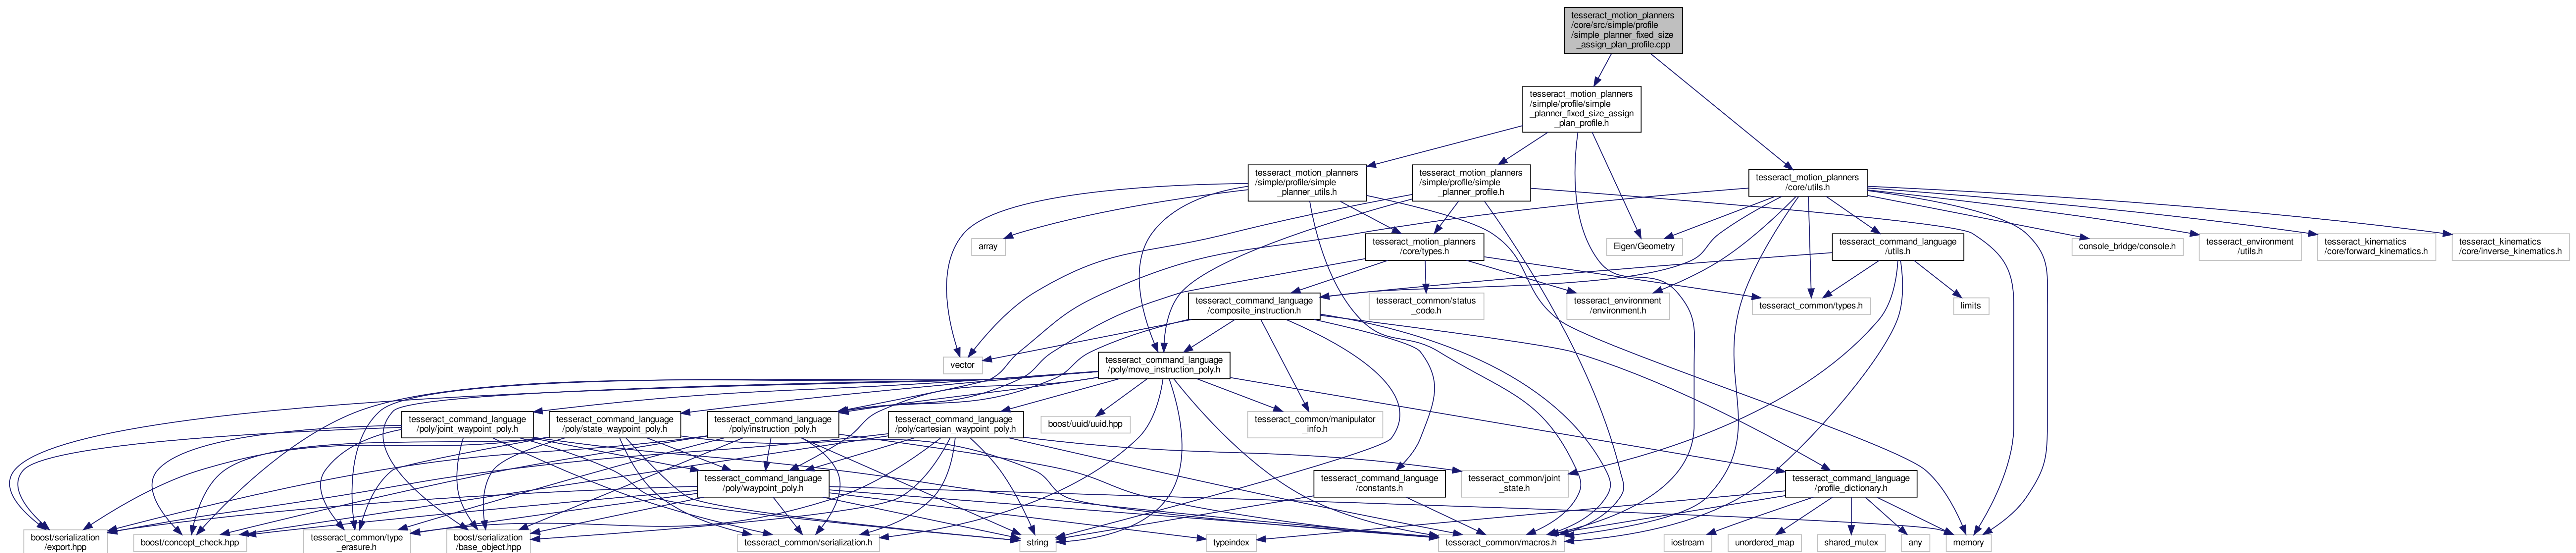 tesseract_motion_planners
/core/src/simple/profile
/simple_planner_fixed_size
_assign_plan_profile.cpp
tesseract_motion_planners
/simple/profile/simple
_planner_fixed_size_assign
_plan_profile.h
tesseract_motion_planners
/simple/profile/simple
_planner_utils.h
tesseract_motion_planners
/simple/profile/simple
_planner_profile.h
tesseract_motion_planners
/core/utils.h
array
tesseract_motion_planners
/core/types.h
Eigen/Geometry
tesseract_command_language
/utils.h
console_bridge/console.h
tesseract_environment
/utils.h
tesseract_kinematics
/core/forward_kinematics.h
tesseract_kinematics
/core/inverse_kinematics.h
tesseract_command_language
/composite_instruction.h
tesseract_common/status
_code.h
tesseract_environment
/environment.h
tesseract_common/types.h
limits
vector
tesseract_command_language
/poly/move_instruction_poly.h
tesseract_command_language
/poly/joint_waypoint_poly.h
tesseract_command_language
/poly/state_waypoint_poly.h
tesseract_command_language
/poly/instruction_poly.h
tesseract_command_language
/poly/cartesian_waypoint_poly.h
boost/uuid/uuid.hpp
tesseract_common/manipulator
_info.h
tesseract_command_language
/poly/waypoint_poly.h
tesseract_command_language
/constants.h
tesseract_common/joint
_state.h
tesseract_command_language
/profile_dictionary.h
boost/serialization
/export.hpp
boost/concept_check.hpp
tesseract_common/type
_erasure.h
boost/serialization
/base_object.hpp
tesseract_common/serialization.h
string
typeindex
tesseract_common/macros.h
iostream
unordered_map
shared_mutex
any
memory